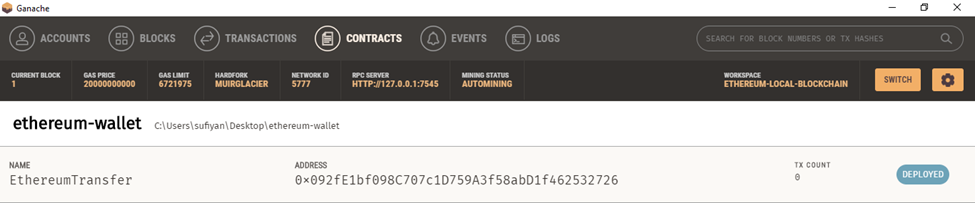 Ganache
ACCOUNTS BLOCKS TRANSACTIONS CONTRACTS EVENTS LOGS SEARCH FOR BLOCK NUMBERS OR TX HASHES
CURRENT BLOCK GAS PRICE GAS LIMIT HARDFORK NETWORK ID RPC SERVER MINING STATUS WORKSPACE
1 20000000000 6721975 MUIRGLACIER 5777 HTTP://127.0.0.1:7545 AUTOMINING ETHEREUM-LOCAL-BLOCKCHAIN SWITCH
ethereum-wallet C:\Users\sufiyan\Desktop\ethereum-wallet
NAME ADDRESS TX COUNT
EthereumTransfer 0×092fE1bf098C707c1D759A3f58abD1f462532726 0 DEPLOYED